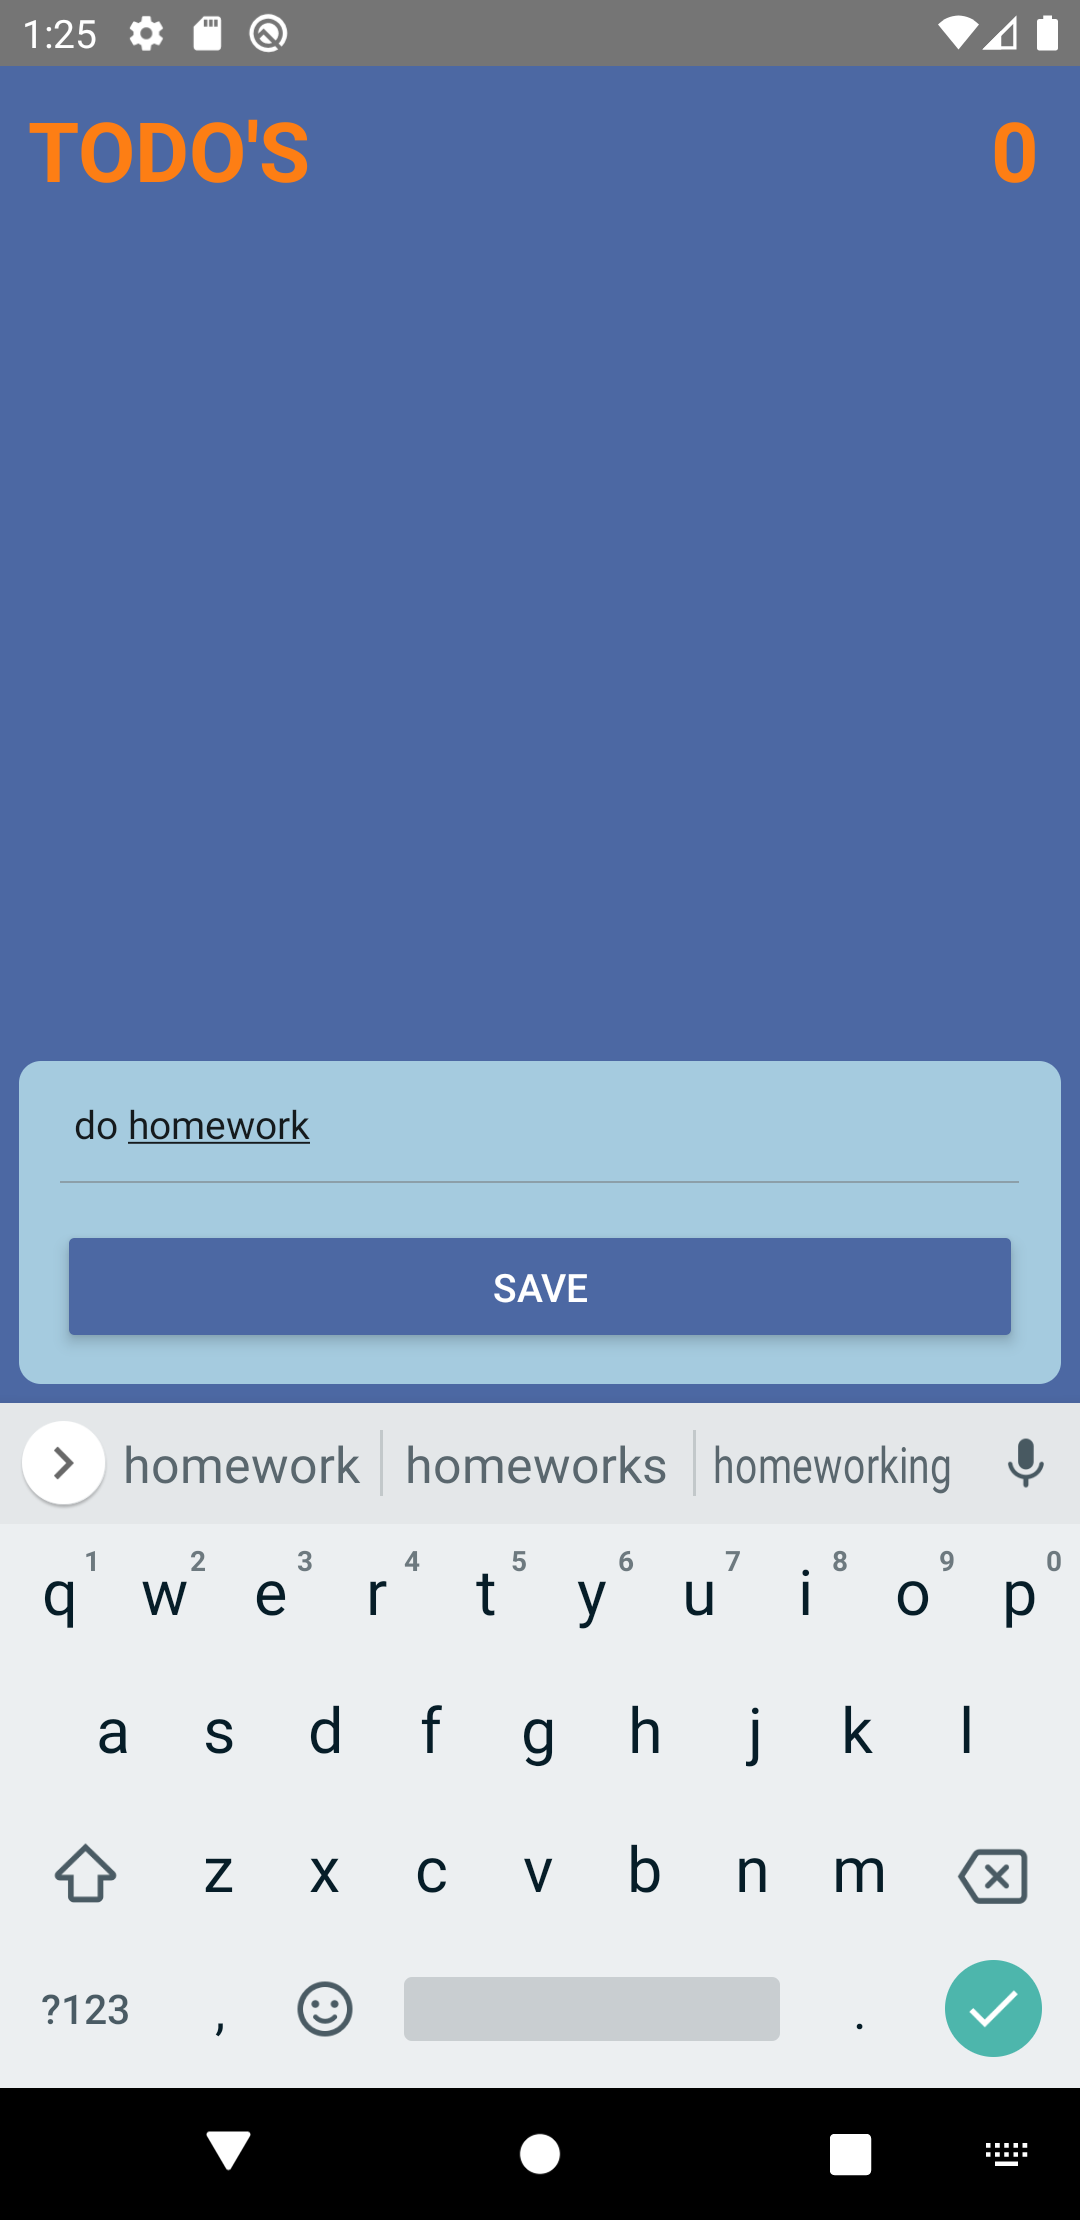 1:25
TODO'S 0
do homework
SAVE
homework homeworks homeworking
q 1 w 2 e 3 r 4 t 5 y 6 u 7 i 8 o 9 p 0
a s d f g h j k l
z x c v b n m
?123 , .